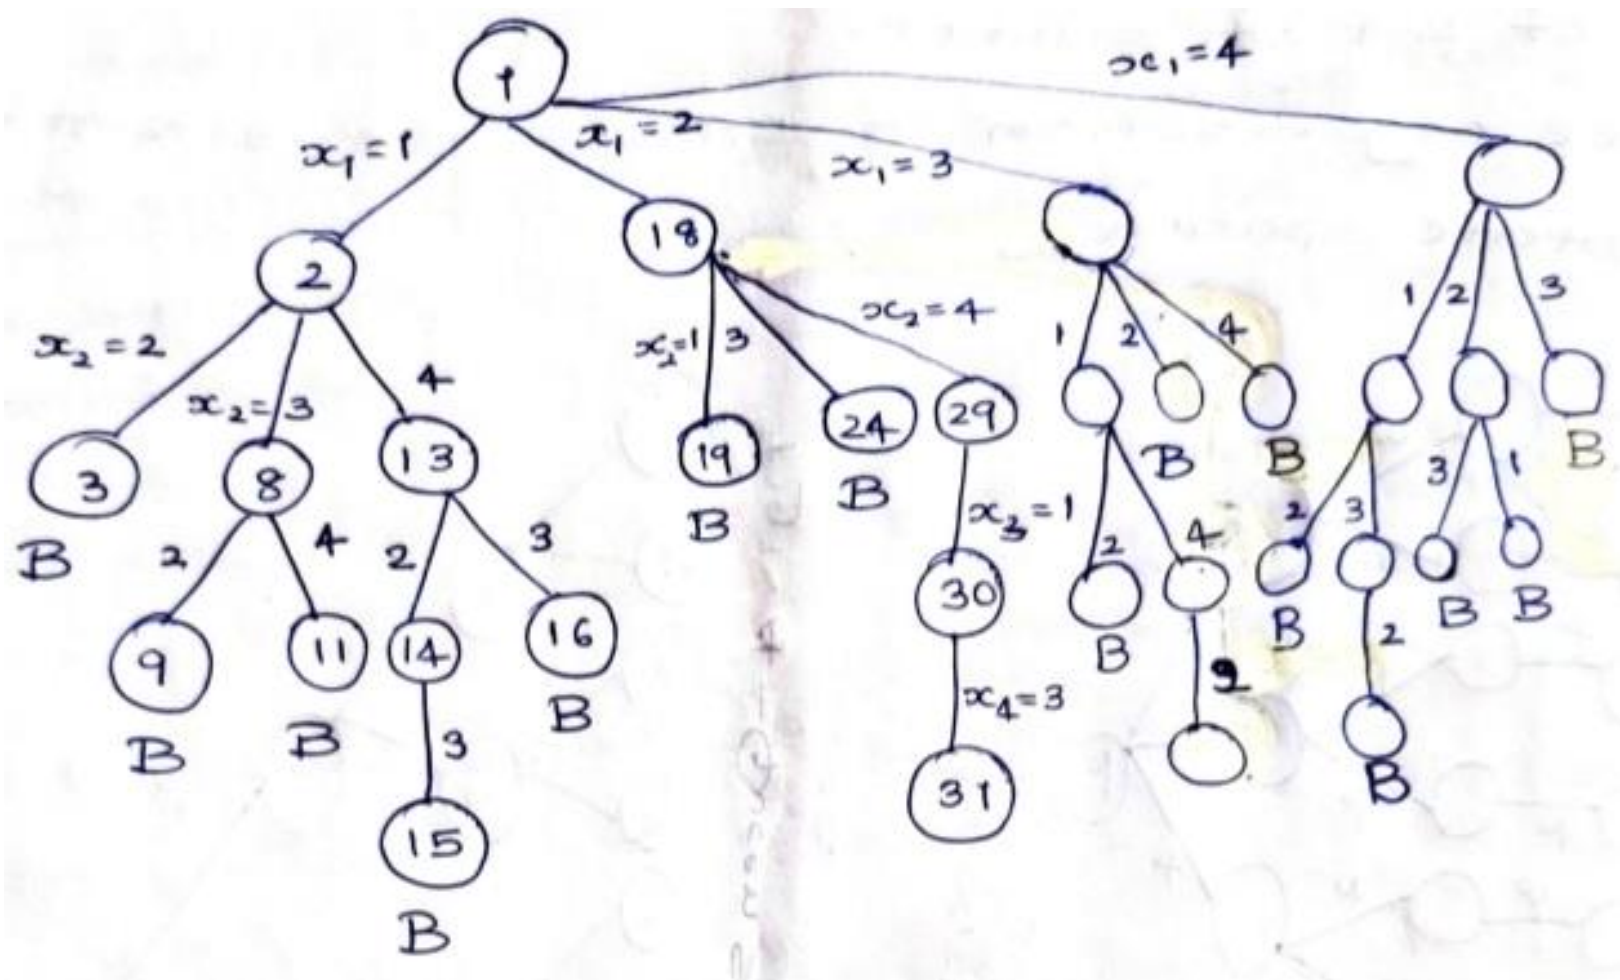 x₁ = 4
1
x₁ = 1
x₁ = 2
x₁ = 3
18
2
x₂ = 4
1 2 3
x₂ = 2
x₂ = 3
4
x₂ = 1
3
1 2 4
3
8
13
19
24
29
B
B
B
B
B
B
2
4
2
3
x₃ = 1
2
4
2
3
3
1
9
11
14
16
30
B
B
B
B
B
B
B
3
x₄ = 3
2
2
15
31
B
B